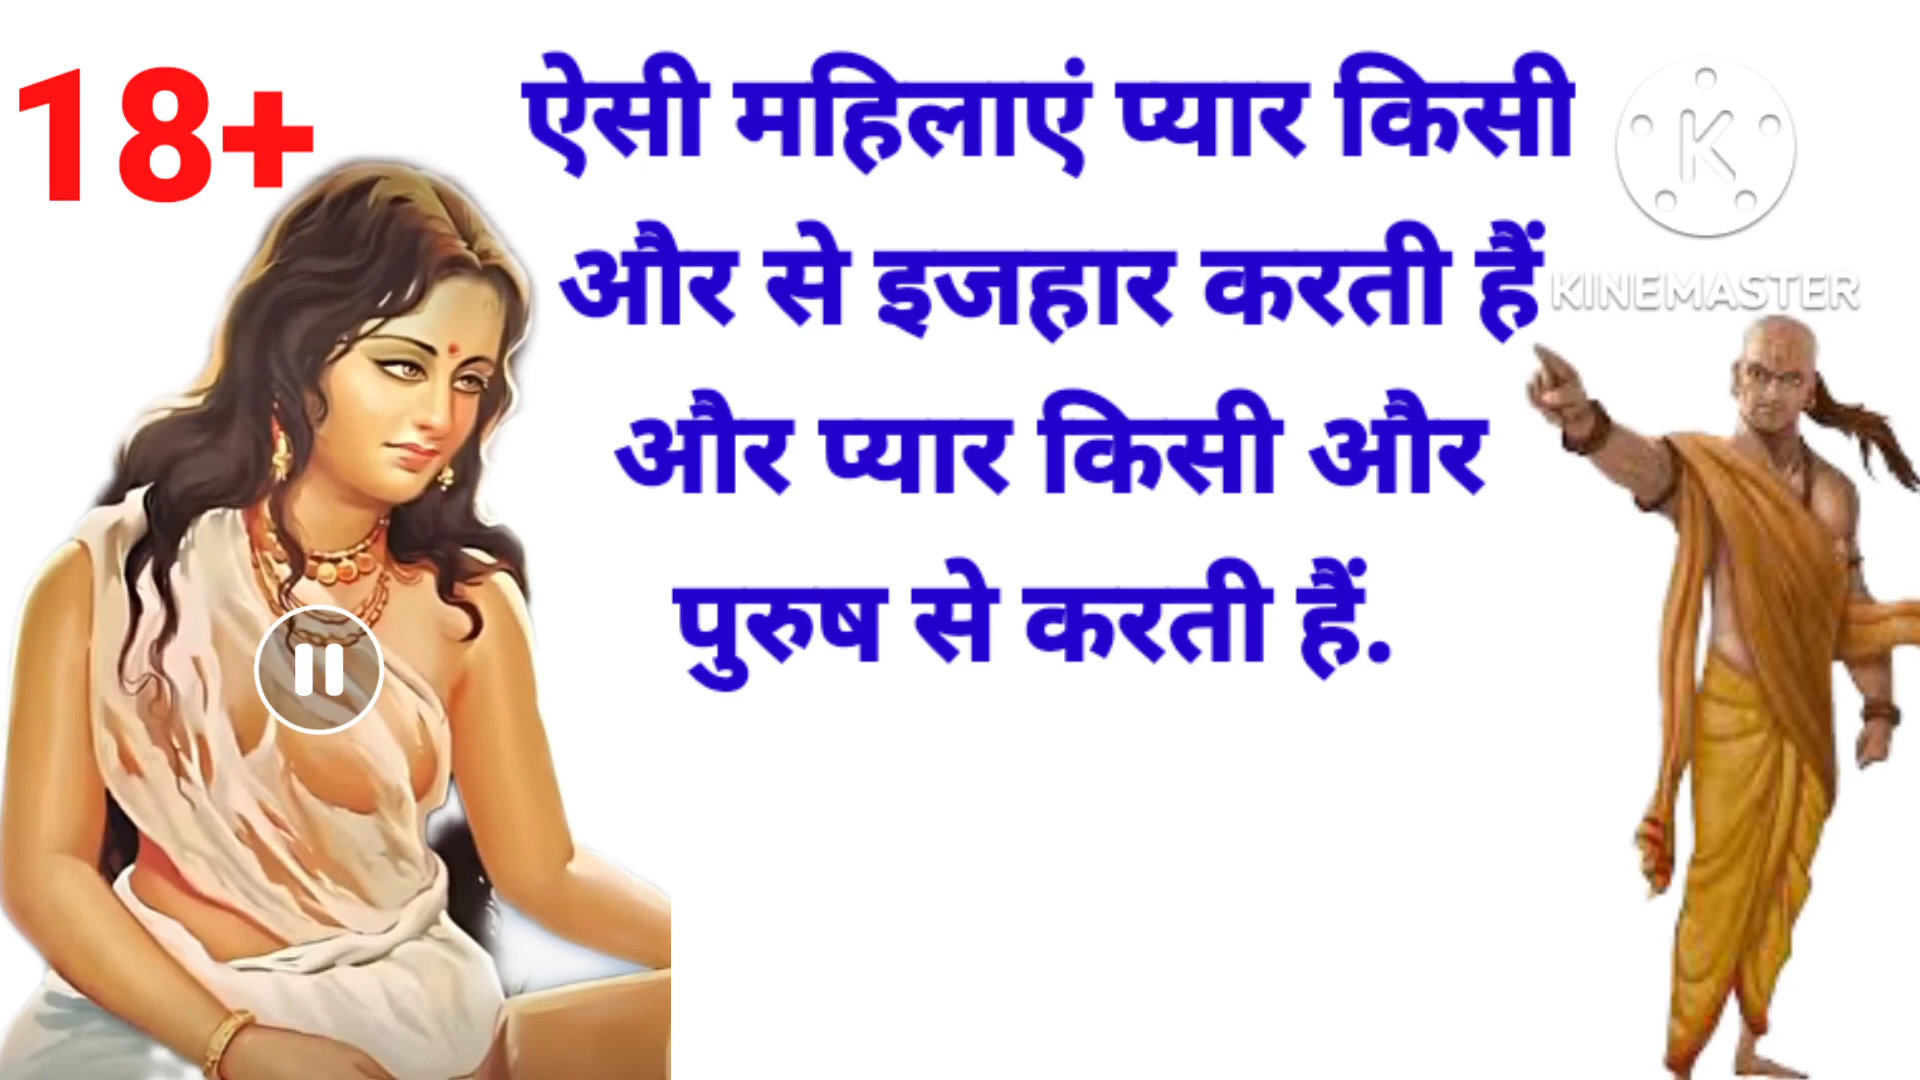 18+
ऐसी महिलाएं प्यार किसी
और से इजहार करती हैं
और प्यार किसी और
पुरुष से करती हैं.
K
KINEMASTER